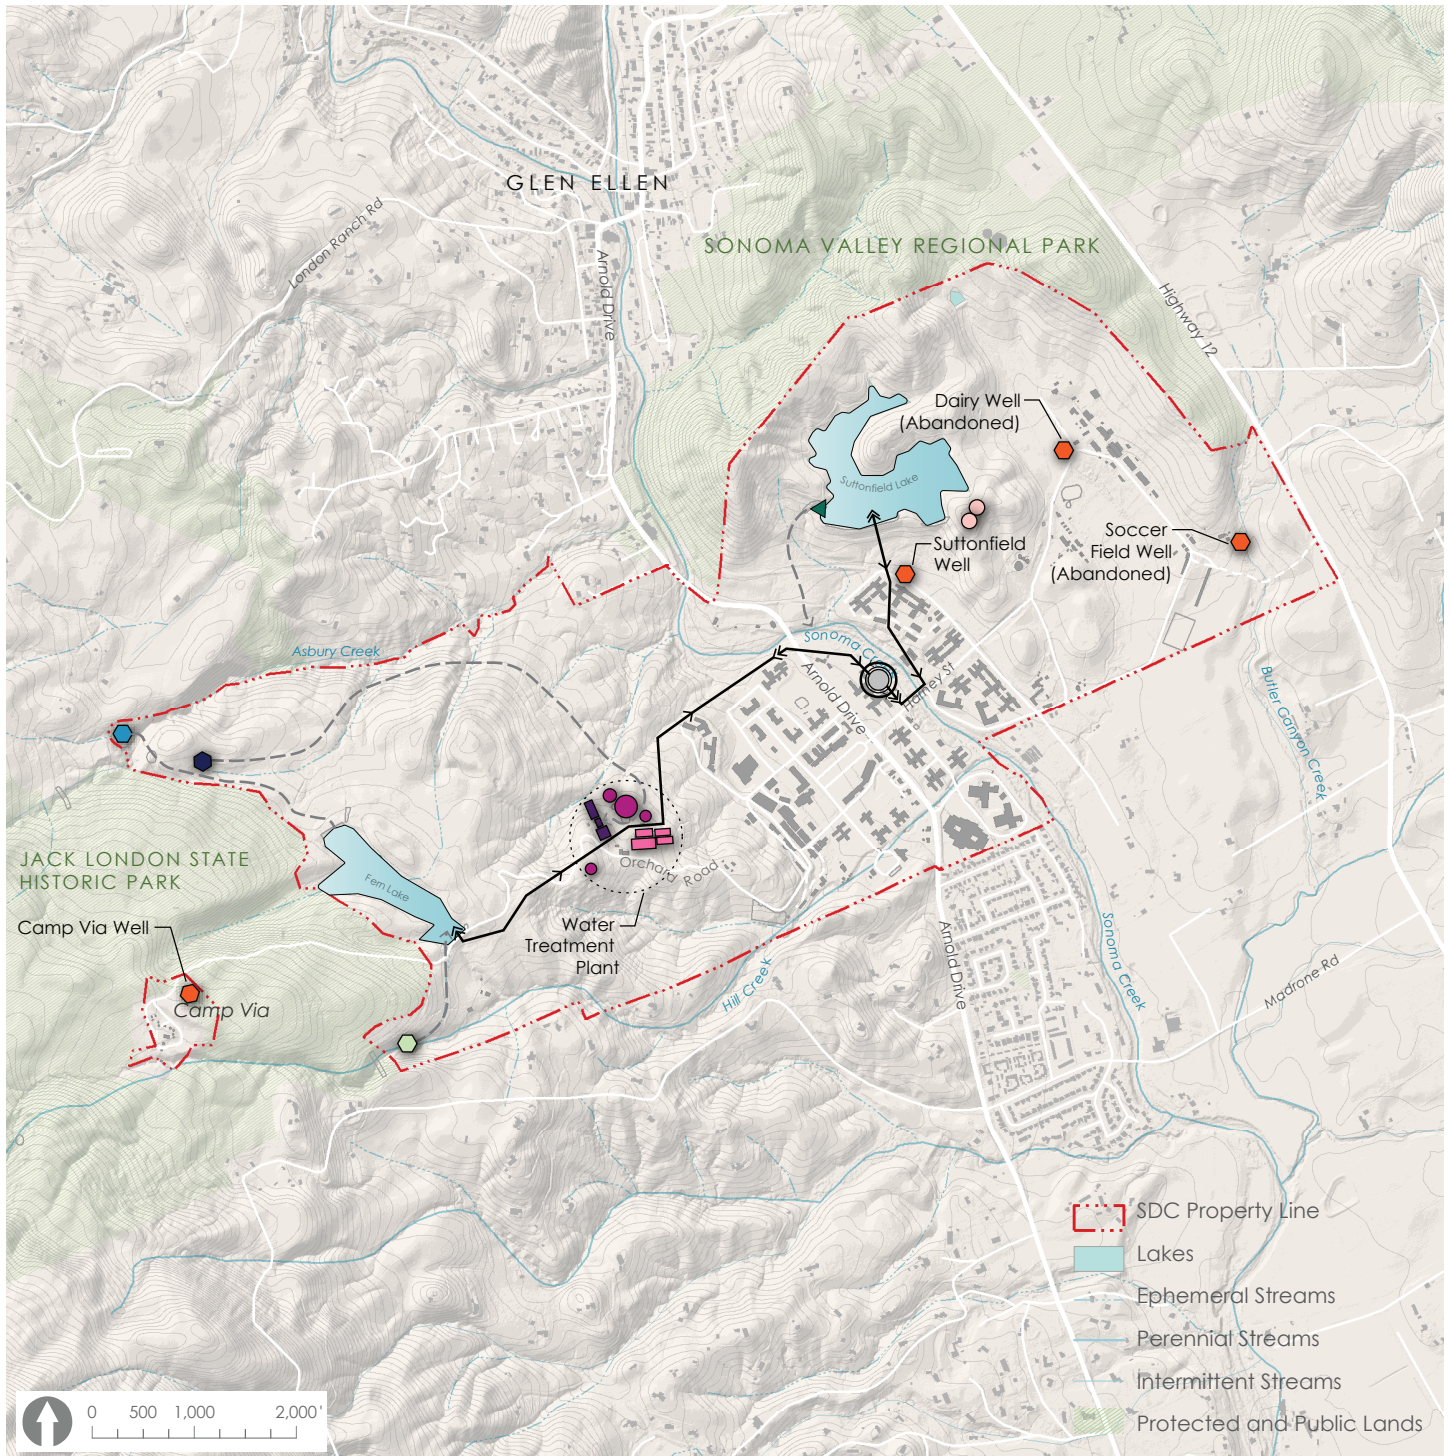 GLEN ELLEN
London Ranch Rd
Arnold Drive
SONOMA VALLEY REGIONAL PARK
Highway 12
Dairy Well
(Abandoned)
Suttonfield Lake
Soccer
Field Well
(Abandoned)
Suttonfield
Well
Asbury Creek
Sonoma Creek
Harney St
Arnold Drive
Butler Canyon Creek
JACK LONDON STATE
HISTORIC PARK
Fern Lake
Orchard Road
Camp Via Well
Water
Treatment
Plant
Camp Via
Hill Creek
Arnold Drive
Sonoma Creek
Madrone Rd
SDC Property Line
Lakes
Ephemeral Streams
Perennial Streams
Intermittent Streams
Protected and Public Lands
0 500 1,000 2,000'